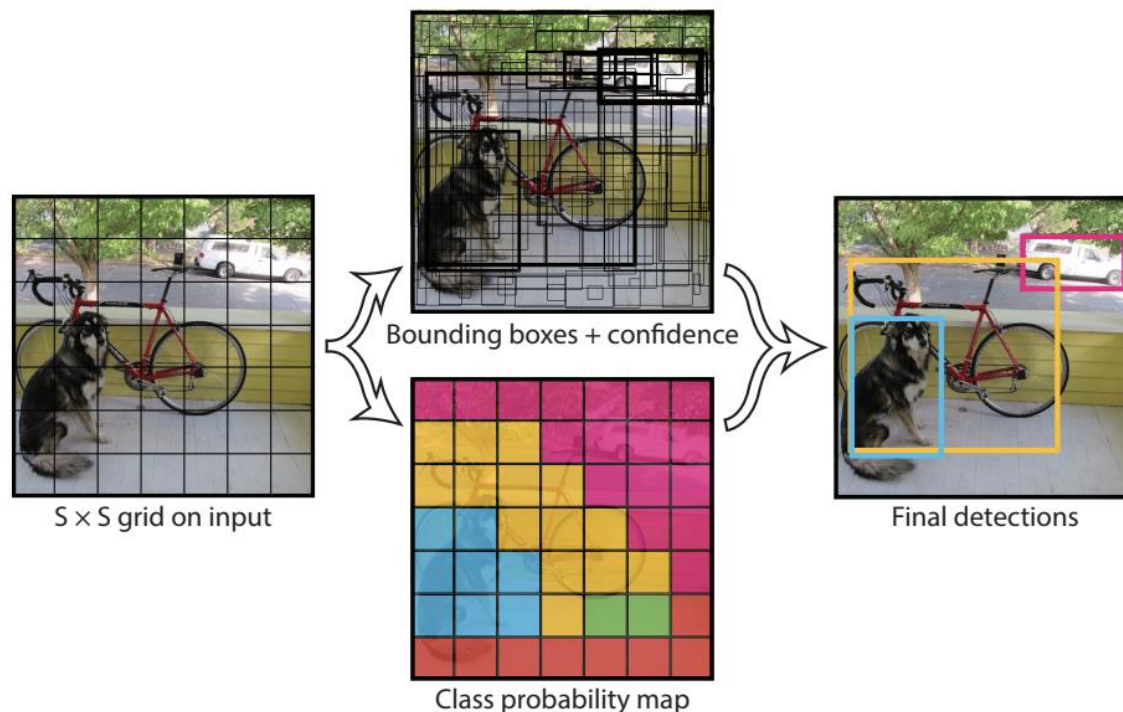 S × S grid on input
Bounding boxes + confidence
Class probability map
Final detections